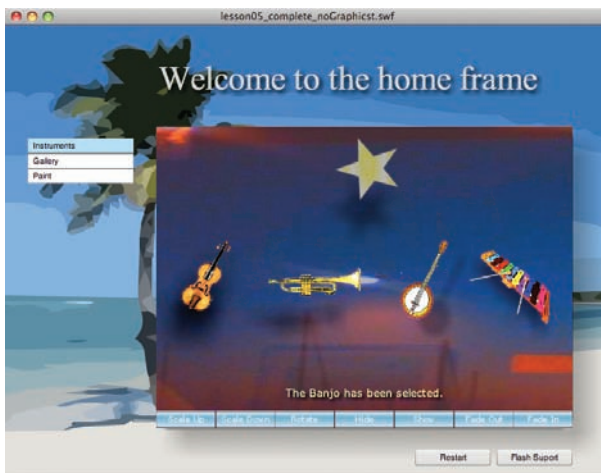 lesson05_complete_noGraphicst.swf
Welcome to the home frame
Instruments
Gallery
Paint
The Banjo has been selected.
Scale Up Scale Down Rotate Hide Show Fade Out Fade In
Restart Flash Suport